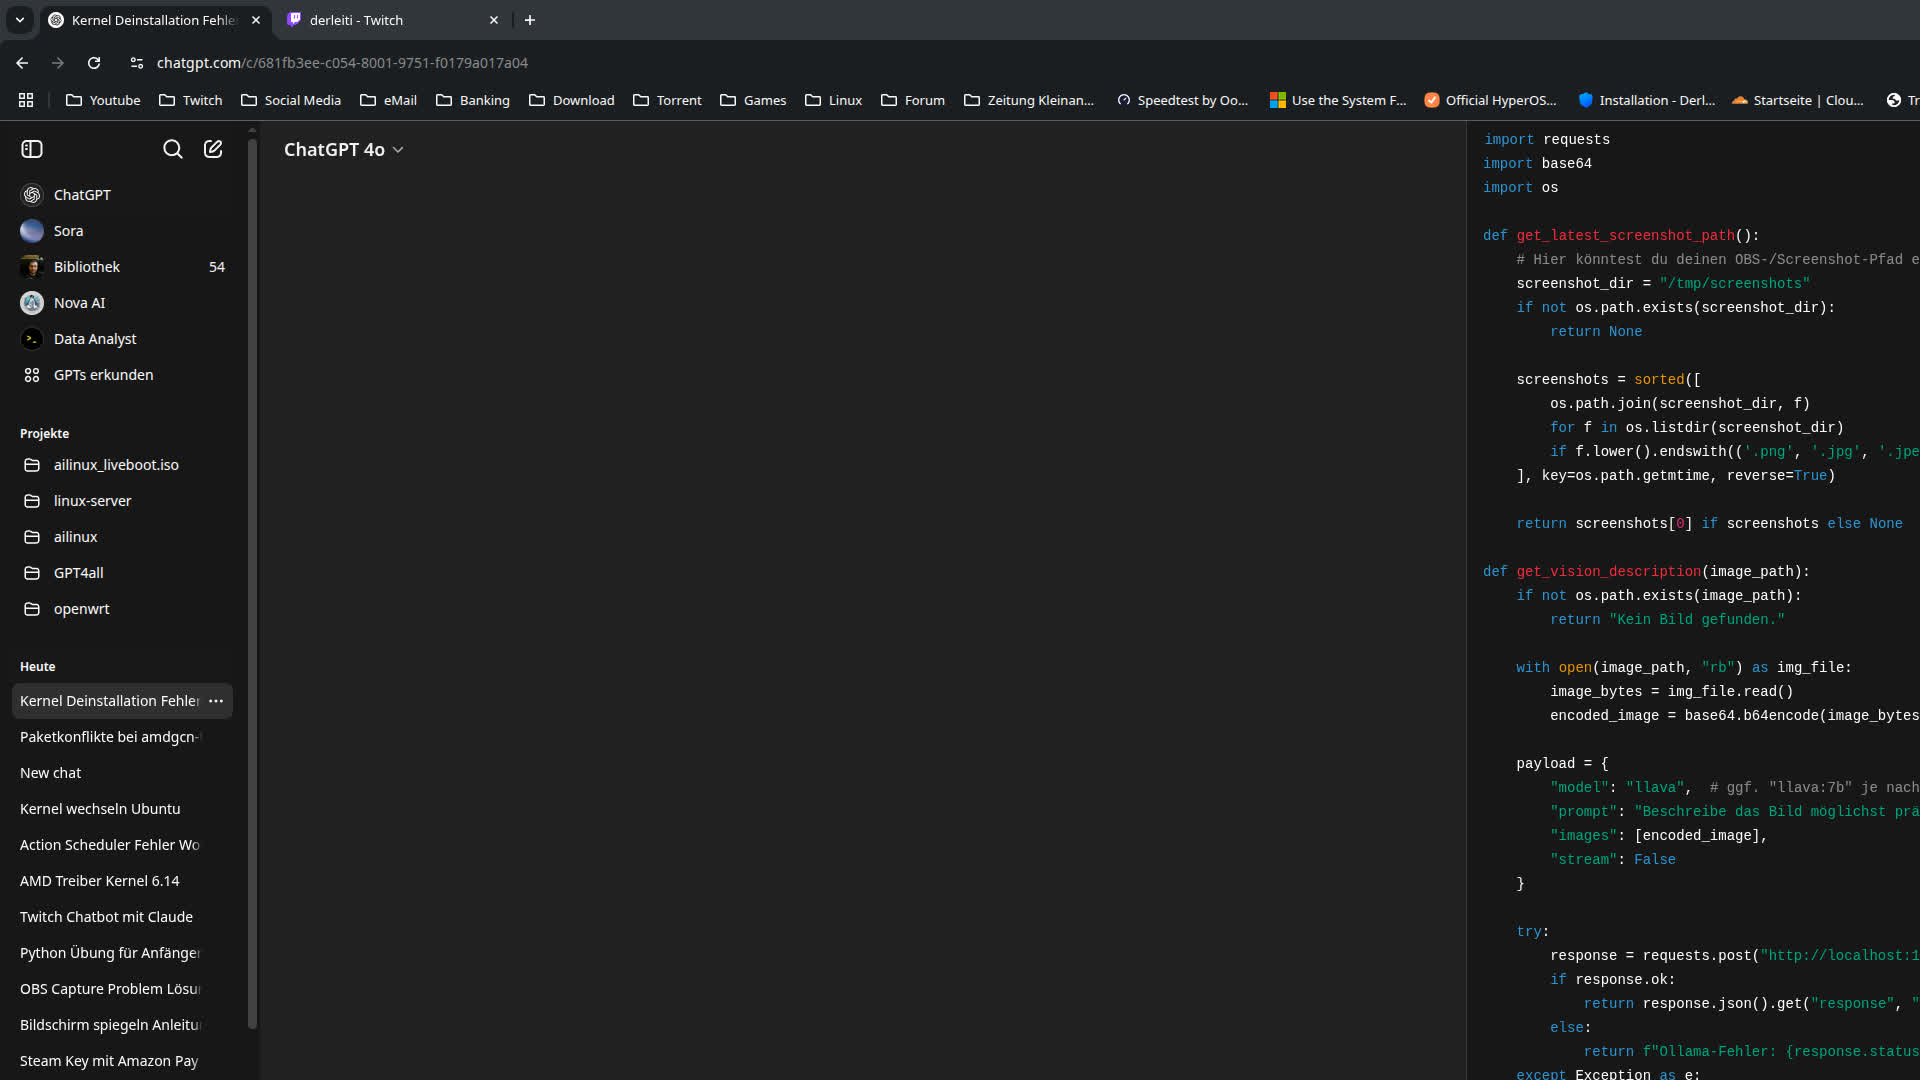 Kernel Deinstallation Fehle
derleiti - Twitch
chatgpt.com/c/681fb3ee-c054-8001-9751-f0179a017a04
Youtube
Twitch
Social Media
eMail
Banking
Download
Torrent
Games
Linux
Forum
Zeitung Kleinan...
Speedtest by Oo...
Use the System F...
Official HyperOS...
Installation - Derl...
Startseite | Clou...
Tr
ChatGPT
Sora
Bibliothek 54
Nova AI
Data Analyst
GPTs erkunden
Projekte
ailinux_liveboot.iso
linux-server
ailinux
GPT4all
openwrt
Heute
Kernel Deinstallation Fehler
Paketkonflikte bei amdgcn-
New chat
Kernel wechseln Ubuntu
Action Scheduler Fehler Wo
AMD Treiber Kernel 6.14
Twitch Chatbot mit Claude
Python Übung für Anfänger
OBS Capture Problem Lösu
Bildschirm spiegeln Anleitu
Steam Key mit Amazon Pay
ChatGPT 4o
import requests
import base64
import os
def get_latest_screenshot_path():
# Hier könntest du deinen OBS-/Screenshot-Pfad e
screenshot_dir = "/tmp/screenshots"
if not os.path.exists(screenshot_dir):
return None
screenshots = sorted([
os.path.join(screenshot_dir, f)
for f in os.listdir(screenshot_dir)
if f.lower().endswith(('.png', '.jpg', '.jpe
], key=os.path.getmtime, reverse=True)
return screenshots[0] if screenshots else None
def get_vision_description(image_path):
if not os.path.exists(image_path):
return "Kein Bild gefunden."
with open(image_path, "rb") as img_file:
image_bytes = img_file.read()
encoded_image = base64.b64encode(image_bytes
payload = {
"model": "llava",  # ggf. "llava:7b" je nach
"prompt": "Beschreibe das Bild möglichst prä
"images": [encoded_image],
"stream": False
}
try:
response = requests.post("http://localhost:1
if response.ok:
return response.json().get("response", "
else:
return f"Ollama-Fehler: {response.status
except Exception as e: